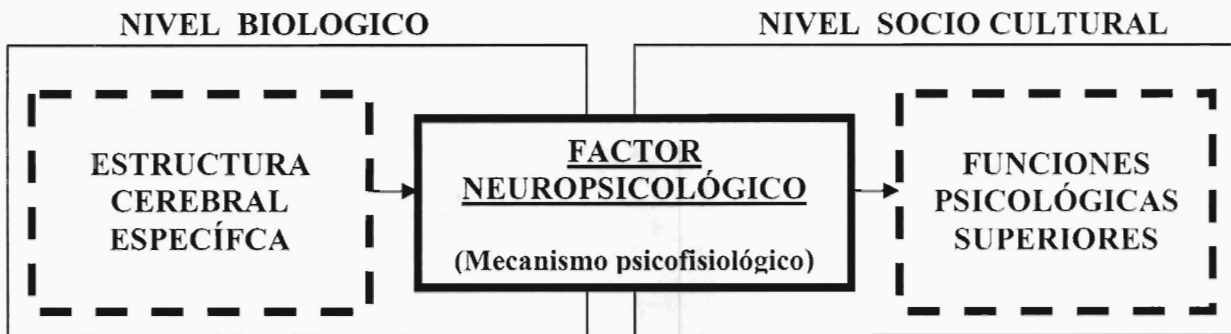 NIVEL BIOLOGICO
NIVEL SOCIO CULTURAL
ESTRUCTURA
CEREBRAL
ESPECÍFCA
FACTOR
NEUROPSICOLÓGICO
(Mecanismo psicofisiológico)
FUNCIONES
PSICOLÓGICAS
SUPERIORES